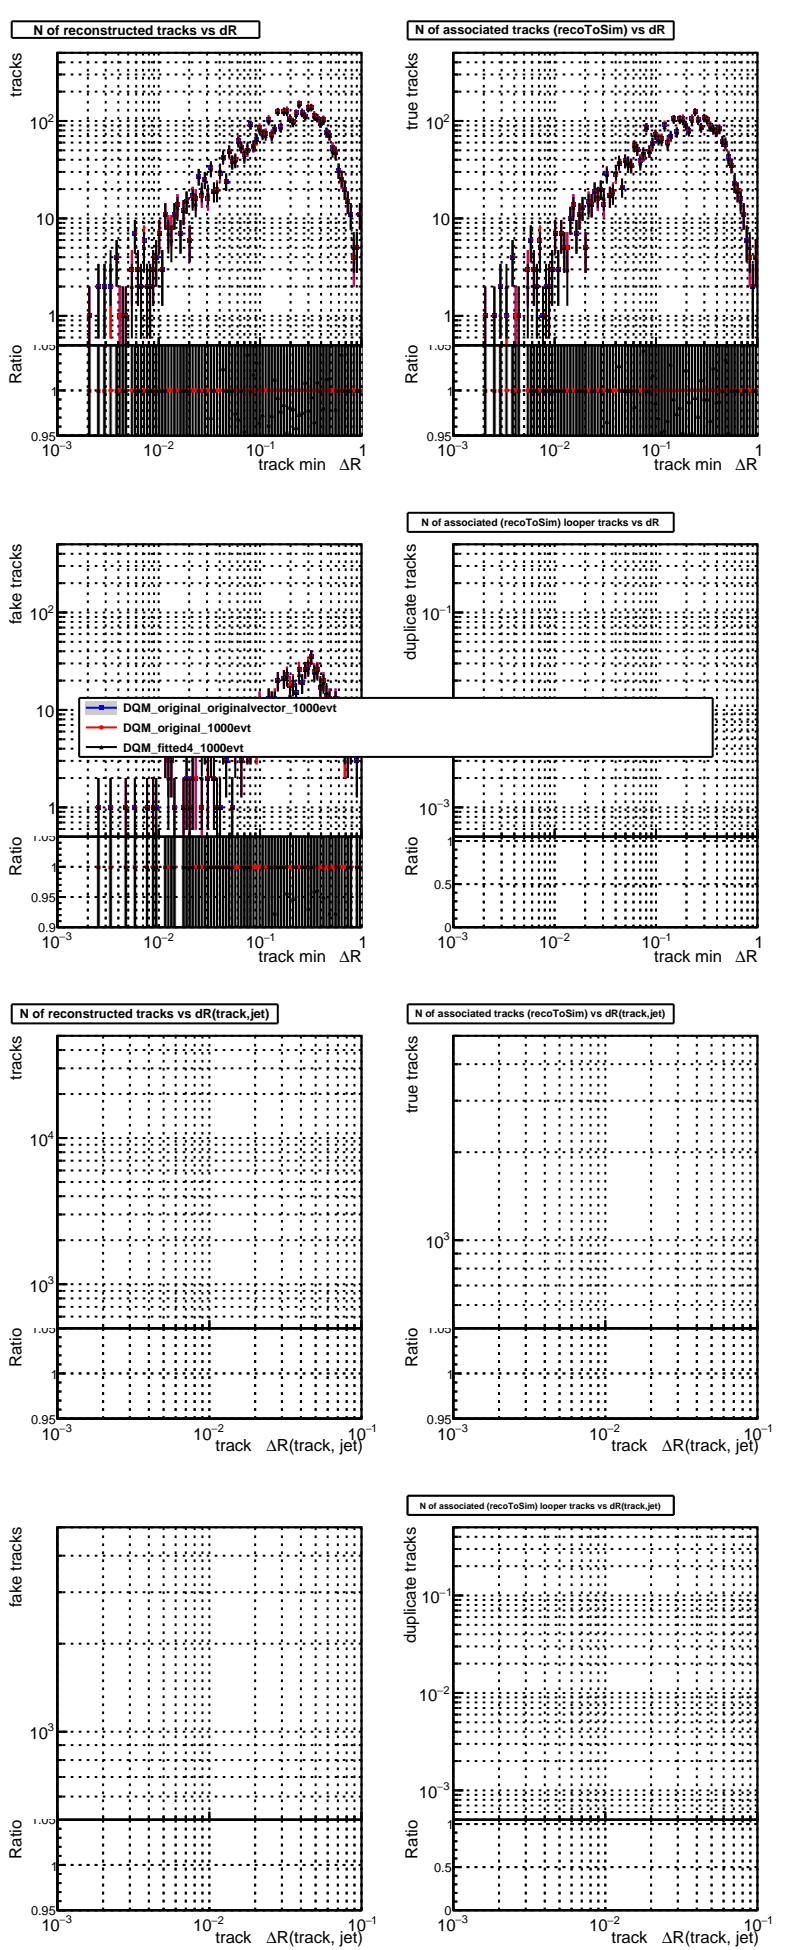 N of reconstructed tracks vs dR
N of associated tracks (recoToSim) vs dR
tracks
10²
10
1
Ratio
1.05
1
0.95
10⁻³ 10⁻² 10⁻¹ 1
track min ΔR
true tracks
10²
10
1
Ratio
1.05
1
0.95
10⁻³ 10⁻² 10⁻¹ 1
track min ΔR
N of associated (recoToSim) looper tracks vs dR
fake tracks
10²
10
1
Ratio
1.05
1
0.95
0.9
10⁻³ 10⁻² 10⁻¹ 1
track min ΔR
duplicate tracks
10⁻¹
10⁻³
Ratio
1
0.5
0
10⁻³ 10⁻² 10⁻¹ 1
track min ΔR
DQM_original_originalvector_1000evt
DQM_original_1000evt
DQM_fitted4_1000evt
N of reconstructed tracks vs dR(track,jet)
N of associated tracks (recoToSim) vs dR(track,jet)
tracks
10⁴
10³
Ratio
1.05
1
0.95
10⁻³ 10⁻² 10⁻¹
track ΔR(track, jet)
true tracks
10³
Ratio
1.05
1
0.95
10⁻³ 10⁻² 10⁻¹
track ΔR(track, jet)
N of associated (recoToSim) looper tracks vs dR(track,jet)
fake tracks
10³
Ratio
1.05
1
0.95
10⁻³ 10⁻² 10⁻¹
track ΔR(track, jet)
duplicate tracks
10⁻¹
10⁻²
10⁻³
Ratio
1
0.5
0
10⁻³ 10⁻² 10⁻¹
track ΔR(track, jet)